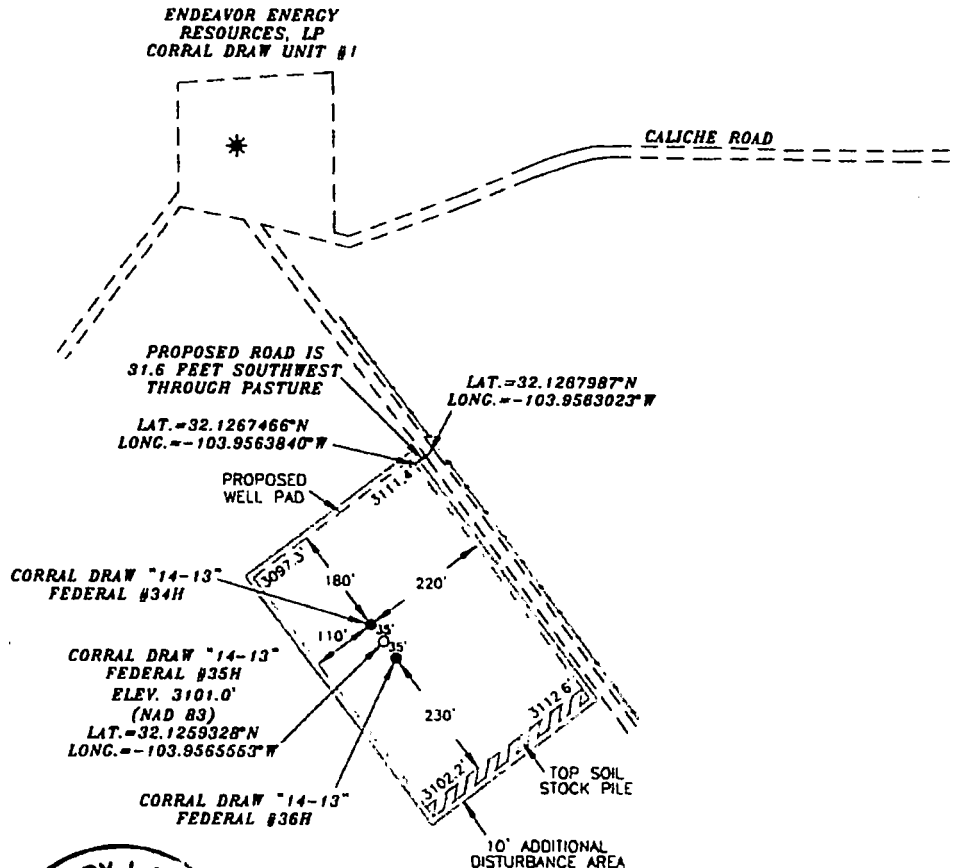 ENDEAVOR ENERGY
RESOURCES, LP
CORRAL DRAW UNIT #1
CALICHE ROAD
PROPOSED ROAD IS
31.6 FEET SOUTHWEST
THROUGH PASTURE
LAT.=32.1267987°N
LONG.=-103.9563023°W
LAT.=32.1267466°N
LONG.=-103.9563840°W
PROPOSED
WELL PAD
3111.4'
3097.3'
180'
220'
CORRAL DRAW "14-13"
FEDERAL #34H
110'
35'
35'
CORRAL DRAW "14-13"
FEDERAL #35H
ELEV. 3101.0'
(NAD 83)
LAT.=32.1259328°N
LONG.=-103.9565553°W
230'
3112.6'
3102.2'
TOP SOIL
STOCK PILE
CORRAL DRAW "14-13"
FEDERAL #36H
10' ADDITIONAL
DISTURBANCE AREA